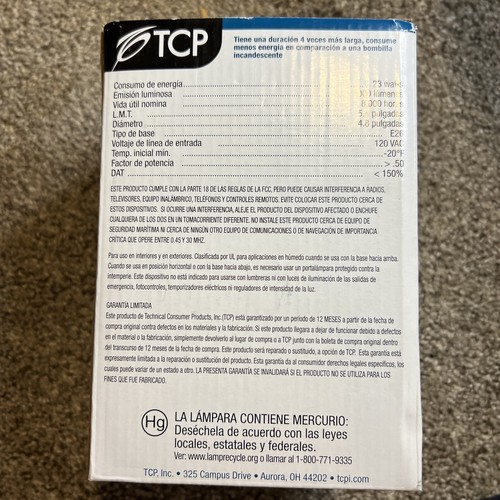 TCP
Tiene una duración 4 veces más larga, consume
menos energía en comparación a una bombilla
incandescente
Consumo de energía 23 watts
Emisión luminosa lúmenes
Vida útil nomina 8,000 horas
L.M.T. pulgadas
Diámetro 4.8 pulgadas
Tipo de base E26
Voltaje de línea de entrada 120 VAC
Temp. inicial mín. -20°F
Factor de potencia > .50
DAT < 150%
ESTE PRODUCTO CUMPLE CON LA PARTE 18 DE LAS REGLAS DE LA FCC, PERO PUEDE CAUSAR INTERFERENCIA A RADIOS,
TELEVISORES, EQUIPO INALÁMBRICO, TELÉFONOS Y CONTROLES REMOTOS. EVITE COLOCAR ESTE PRODUCTO CERCA DE
ESTOS DISPOSITIVOS. SI OCURRE UNA INTERFERENCIA, ALEJE EL PRODUCTO DEL DISPOSITIVO AFECTADO O ENCHUFE
CUALQUIERA DE LOS DOS EN UN TOMACORRIENTE DIFERENTE. NO INSTALE ESTE PRODUCTO CERCA DE EQUIPO DE
SEGURIDAD MARÍTIMA NI CERCA DE NINGÚN OTRO EQUIPO DE COMUNICACIONES O DE NAVEGACIÓN DE IMPORTANCIA
CRÍTICA QUE OPERE ENTRE 0.45 Y 30 MHZ.
Para uso en interiores y en exteriores. Clasificada por UL para aplicaciones en húmedo cuando se usa con la base hacia arriba.
Cuando se usa en posición horizontal o con la base hacia abajo, es necesario usar un portalámpara protegido contra la
intemperie. Este dispositivo no está indicado para usarse con lumbreras ni con luces de iluminación de las salidas de
emergencia, fotocontroles, temporizadores eléctricos ni reguladores de intensidad de la luz.
GARANTÍA LIMITADA
Este producto de Technical Consumer Products, Inc.(TCP) está garantizado por un periodo de 12 MESES a partir de la fecha de
compra original contra defectos en los materiales y la fabricación. Si este producto llegara a dejar de funcionar debido a defectos
en el material o la fabricación, simplemente devolverlo al lugar de compra o a TCP junto con la boleta de compra original dentro
del transcurso de 12 meses de la fecha de compra. Este producto será reparado o sustituido, a opción de TCP. Esta garantía está
expresamente limitada a la reparación o sustitución del producto. Esta garantía da al consumidor derechos legales específicos, los
cuales puede variar de un estado a otro. LA PRESENTA GARANTÍA SE INVALIDARÁ SI EL PRODUCTO NO SE UTILIZA PARA LOS
FINES QUE FUE FABRICADO.
Hg
LA LÁMPARA CONTIENE MERCURIO:
Deséchela de acuerdo con las leyes
locales, estatales y federales.
Ver: www.lamprecycle.org o llamar al 1-800-771-9335
TCP, Inc. • 325 Campus Drive • Aurora, OH 44202 • tcpi.com